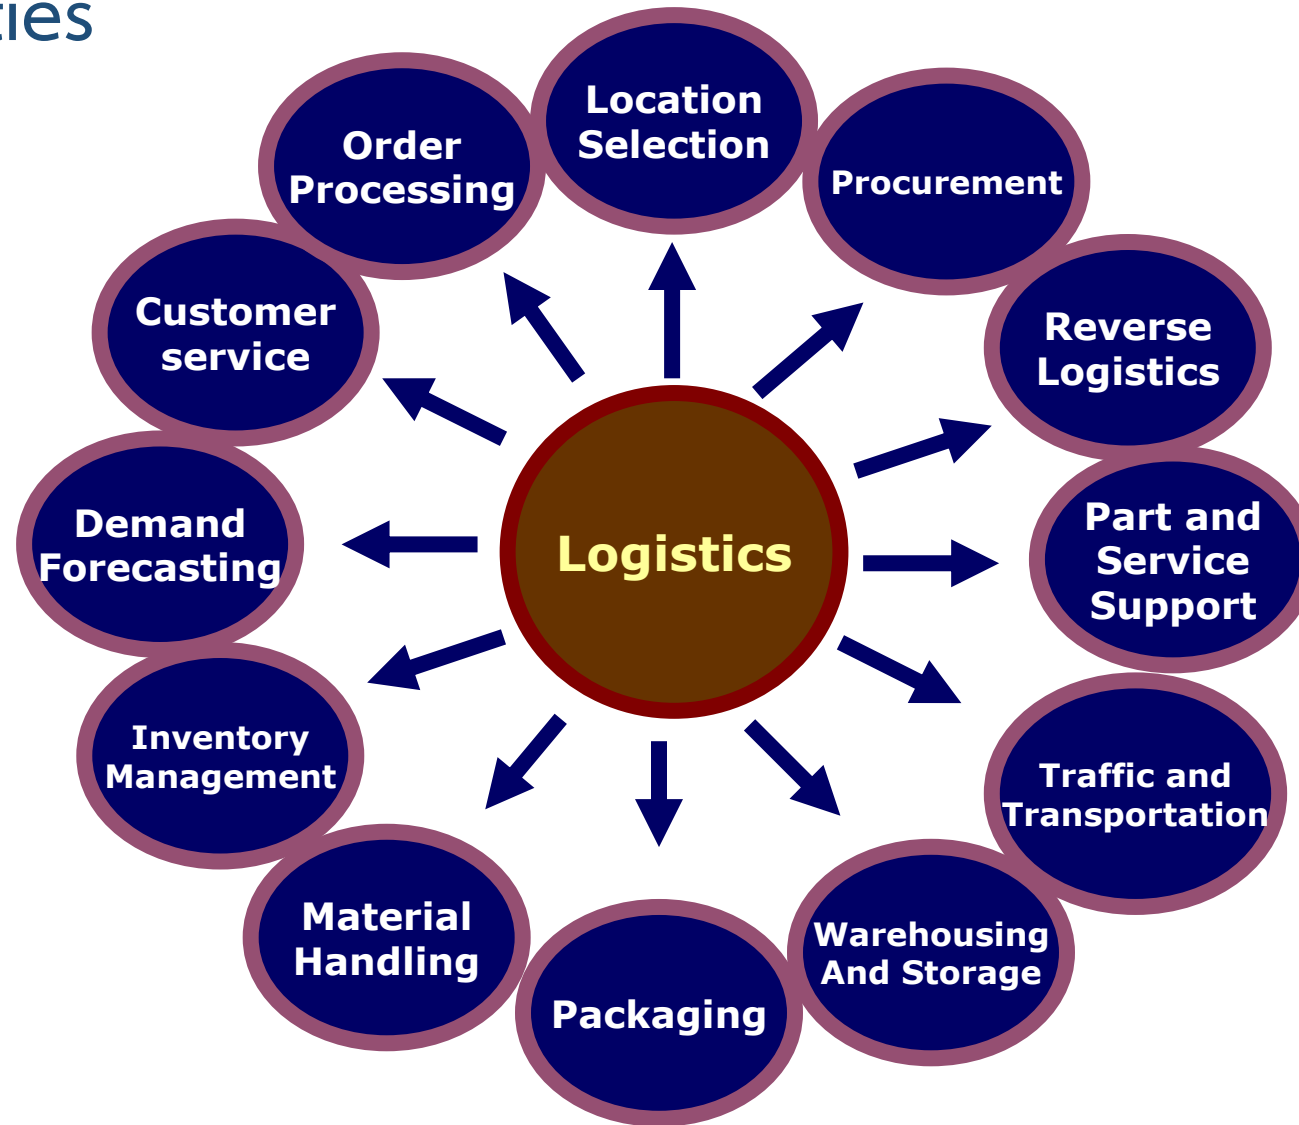 Location
Selection
Procurement
Reverse
Logistics
Part and
Service
Support
Traffic and
Transportation
Warehousing
And Storage
Packaging
Material
Handling
Inventory
Management
Demand
Forecasting
Customer
service
Order
Processing
Logistics